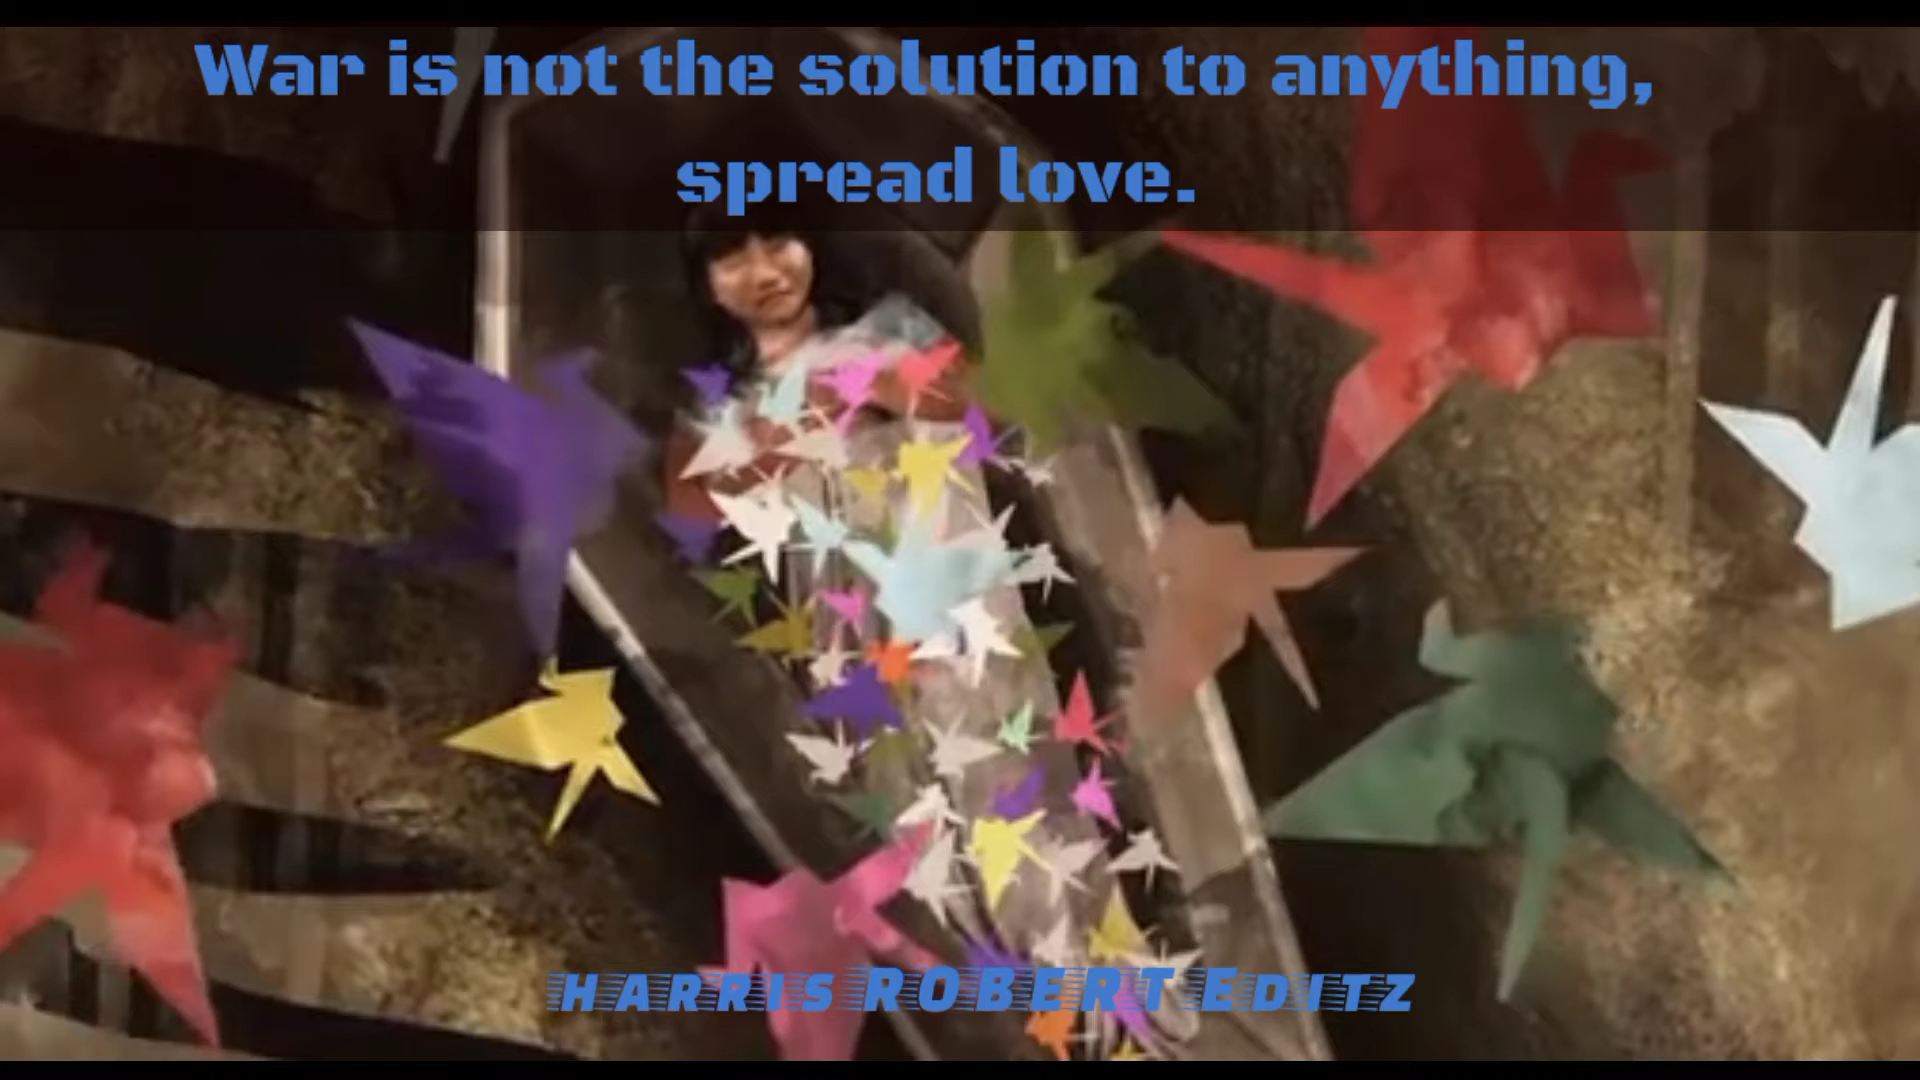 War is not the solution to anything,
spread love.
HARRIS ROBERT EDITZ